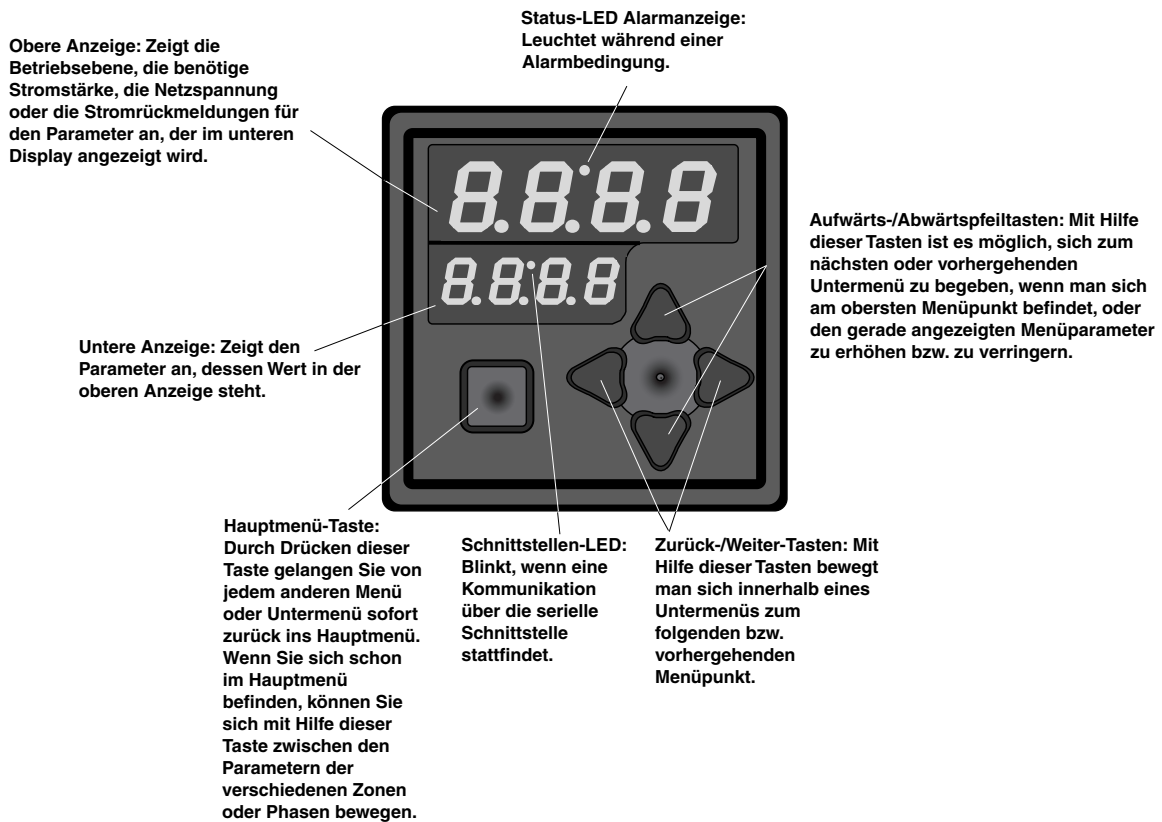 Status-LED Alarmanzeige:
Leuchtet während einer
Alarmbedingung.
Obere Anzeige: Zeigt die
Betriebsebene, die benötige
Stromstärke, die Netzspannung
oder die Stromrückmeldungen für
den Parameter an, der im unteren
Display angezeigt wird.
8.8.8.8
8.8.8.8
Aufwärts-/Abwärtspfeiltasten: Mit Hilfe
dieser Tasten ist es möglich, sich zum
nächsten oder vorhergehenden
Untermenü zu begeben, wenn man sich
am obersten Menüpunkt befindet, oder
den gerade angezeigten Menüparameter
zu erhöhen bzw. zu verringern.
Untere Anzeige: Zeigt den
Parameter an, dessen Wert in der
oberen Anzeige steht.
Hauptmenü-Taste:
Durch Drücken dieser
Taste gelangen Sie von
jedem anderen Menü
oder Untermenü sofort
zurück ins Hauptmenü.
Wenn Sie sich schon
im Hauptmenü
befinden, können Sie
sich mit Hilfe dieser
Taste zwischen den
Parametern der
verschiedenen Zonen
oder Phasen bewegen.
Schnittstellen-LED:
Blinkt, wenn eine
Kommunikation
über die serielle
Schnittstelle
stattfindet.
Zurück-/Weiter-Tasten: Mit
Hilfe dieser Tasten bewegt
man sich innerhalb eines
Untermenüs zum
folgenden bzw.
vorhergehenden
Menüpunkt.